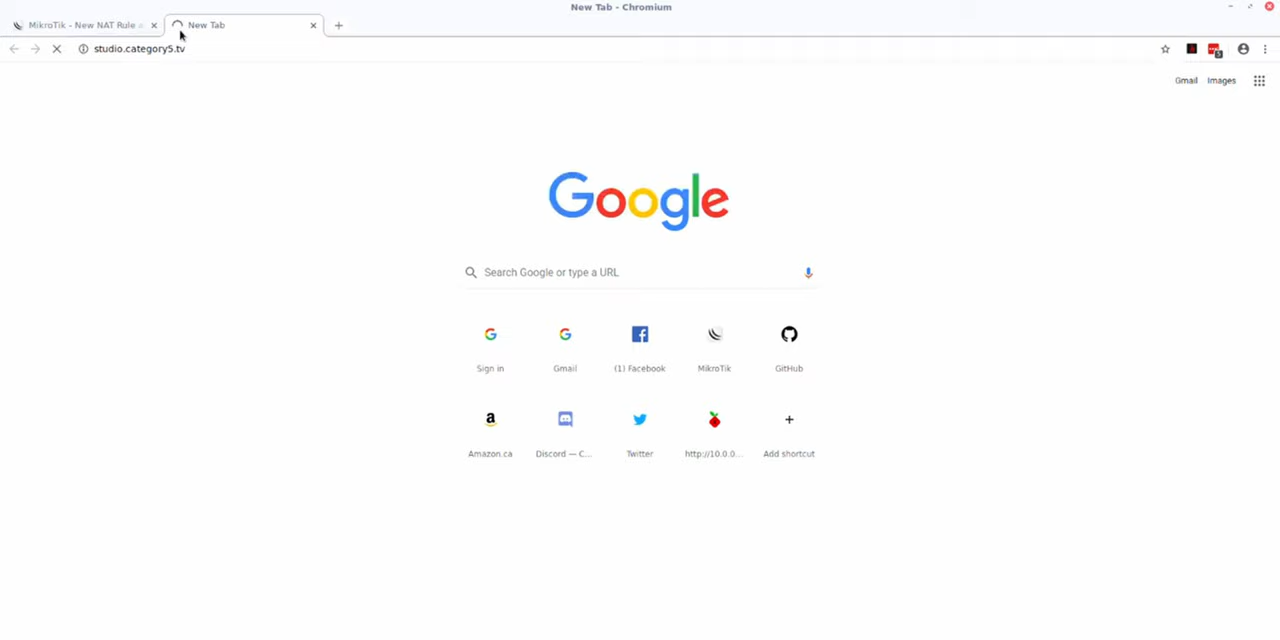 New Tab - Chromium
MikroTik - New NAT Rule
New Tab
studio.category5.tv
Gmail Images
Google
Search Google or type a URL
Sign in Gmail (1) Facebook MikroTik GitHub
Amazon.ca Discord — C... Twitter http://10.0.0... Add shortcut